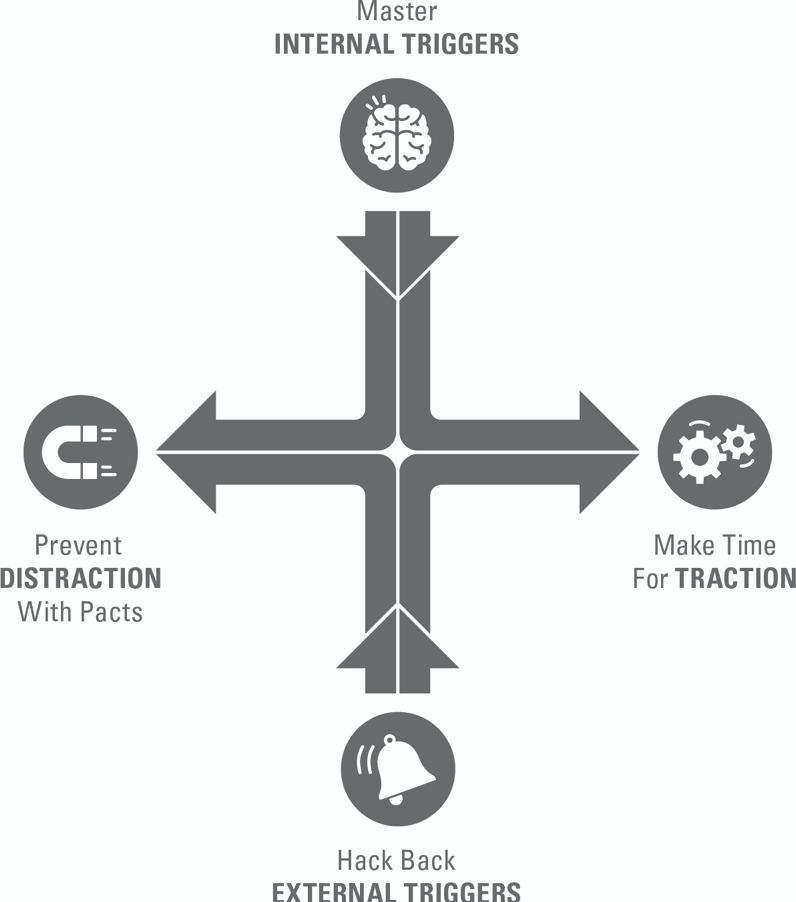 Master
INTERNAL TRIGGERS
Prevent
DISTRACTION
With Pacts
Make Time
For TRACTION
Hack Back
EXTERNAL TRIGGERS